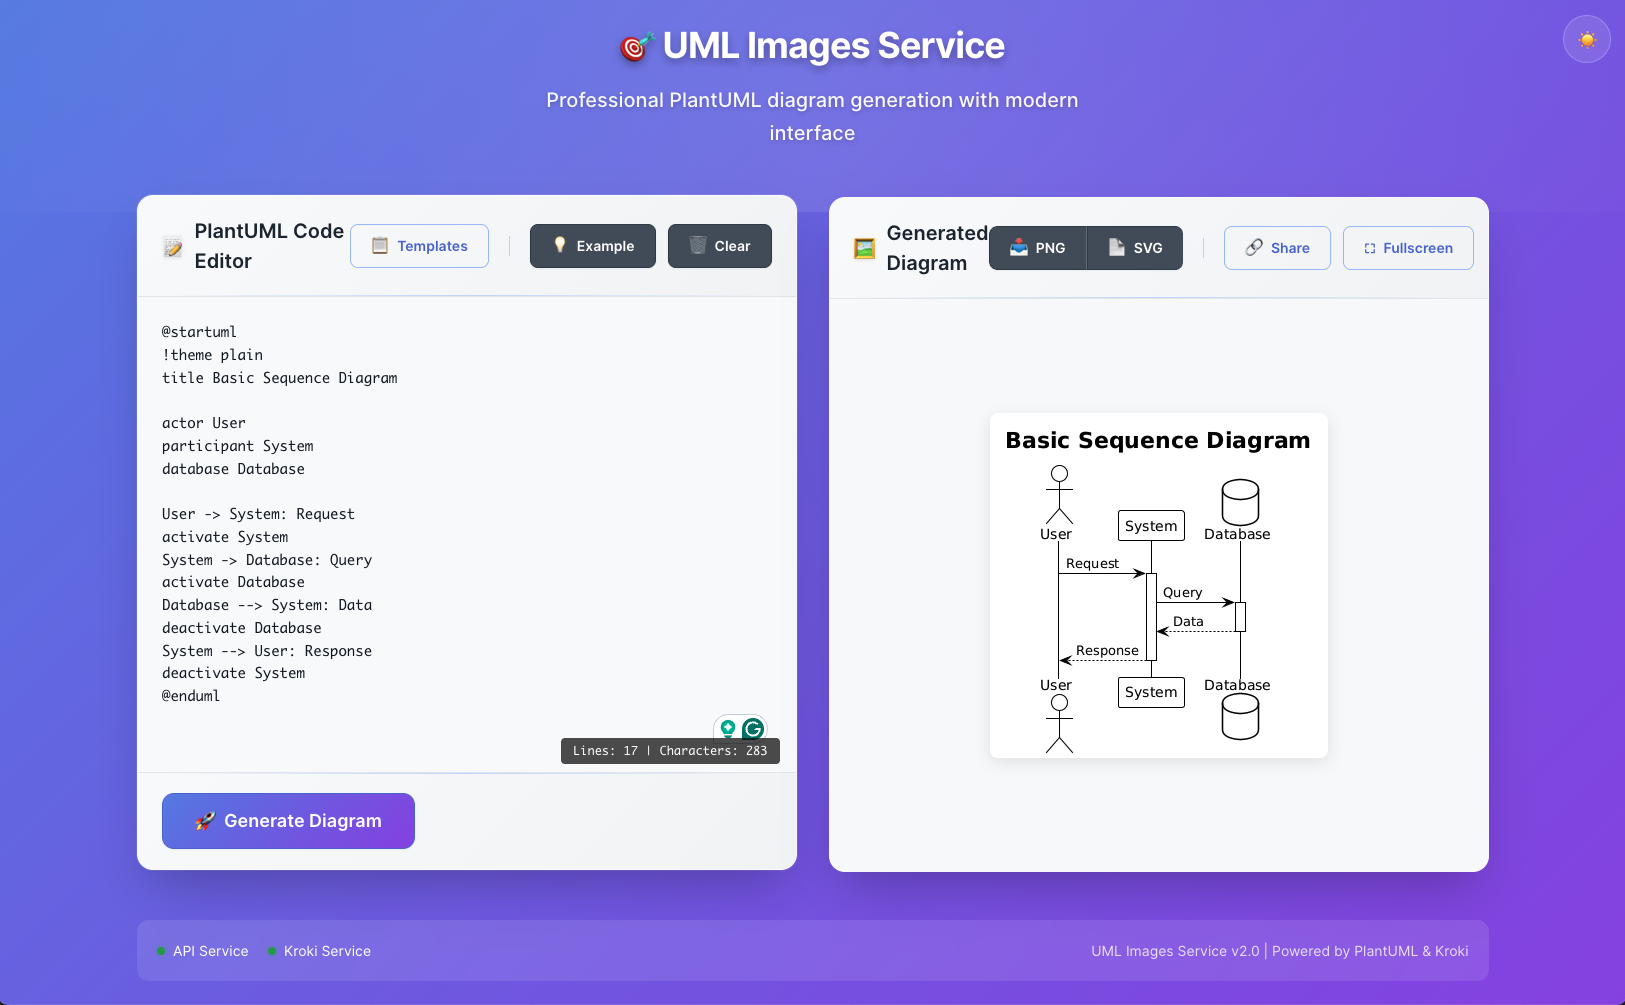 🎯 UML Images Service
Professional PlantUML diagram generation with modern
interface
PlantUML Code
Editor
Templates
Example
Clear
@startuml
!theme plain
title Basic Sequence Diagram
actor User
participant System
database Database
User -> System: Request
activate System
System -> Database: Query
activate Database
Database --> System: Data
deactivate Database
System --> User: Response
deactivate System
@enduml
Lines: 17 | Characters: 283
🚀 Generate Diagram
Generated
Diagram
PNG
SVG
Share
Fullscreen
Basic Sequence Diagram
User
System
Database
Request
Query
Data
Response
User
System
Database
API Service
Kroki Service
UML Images Service v2.0 | Powered by PlantUML & Kroki